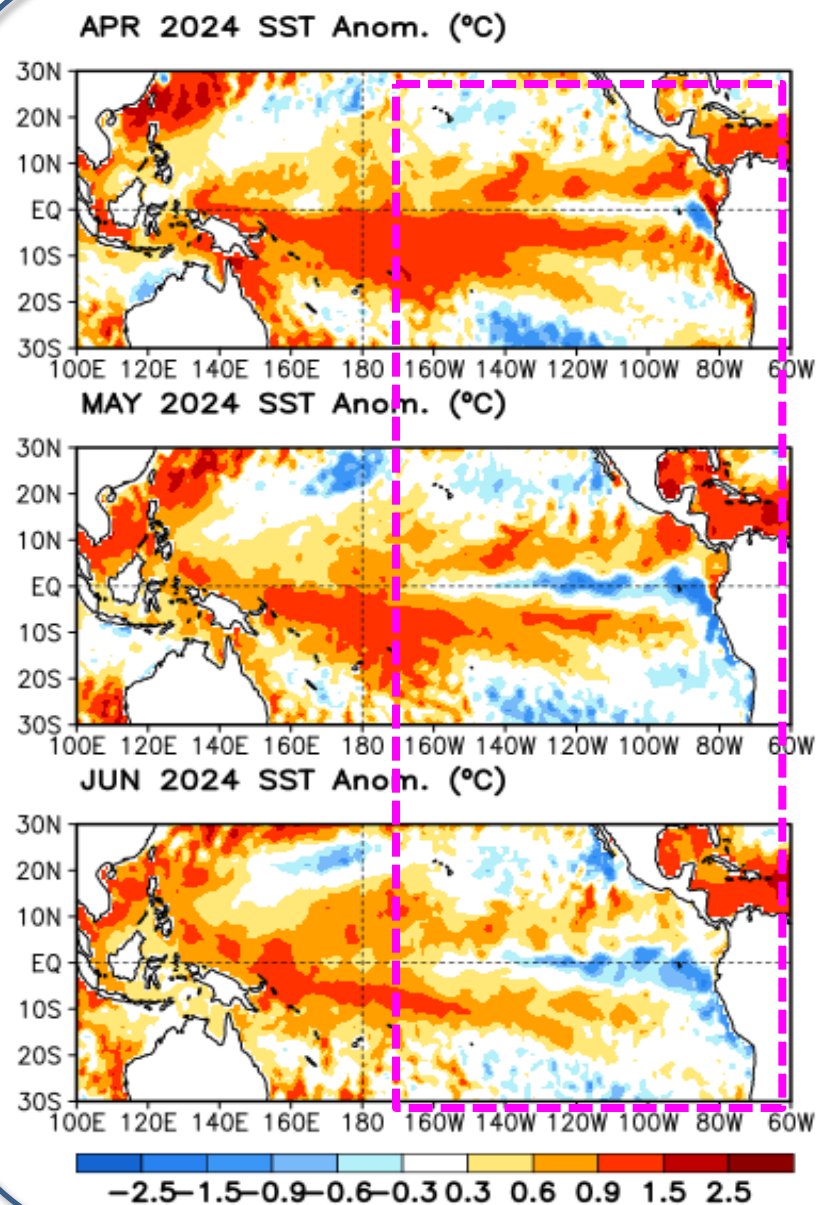 APR 2024 SST Anom. (ºC)
30N
20N
10N
EQ
10S
20S
30S
100E 120E 140E 160E 180 160W 140W 120W 100W 80W 60W
MAY 2024 SST Anom. (ºC)
30N
20N
10N
EQ
10S
20S
30S
100E 120E 140E 160E 180 160W 140W 120W 100W 80W 60W
JUN 2024 SST Anom. (ºC)
30N
20N
10N
EQ
10S
20S
30S
100E 120E 140E 160E 180 160W 140W 120W 100W 80W 60W
-2.5 -1.5 -0.9 -0.6 -0.3 0.3 0.6 0.9 1.5 2.5